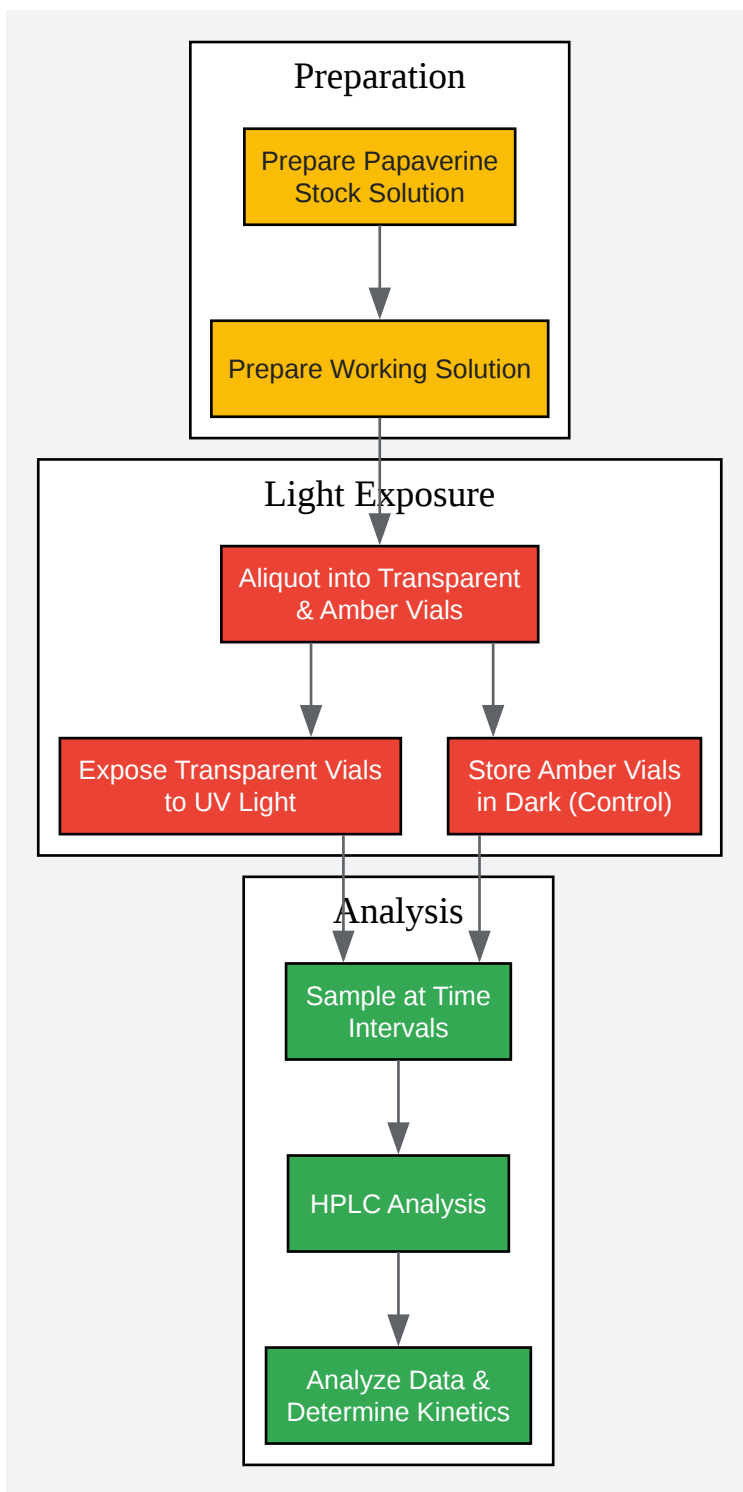 Preparation
Prepare Papaverine
Stock Solution
Prepare Working Solution
Light Exposure
Aliquot into Transparent
& Amber Vials
Expose Transparent Vials
to UV Light
Store Amber Vials
in Dark (Control)
Analysis
Sample at Time
Intervals
HPLC Analysis
Analyze Data &
Determine Kinetics